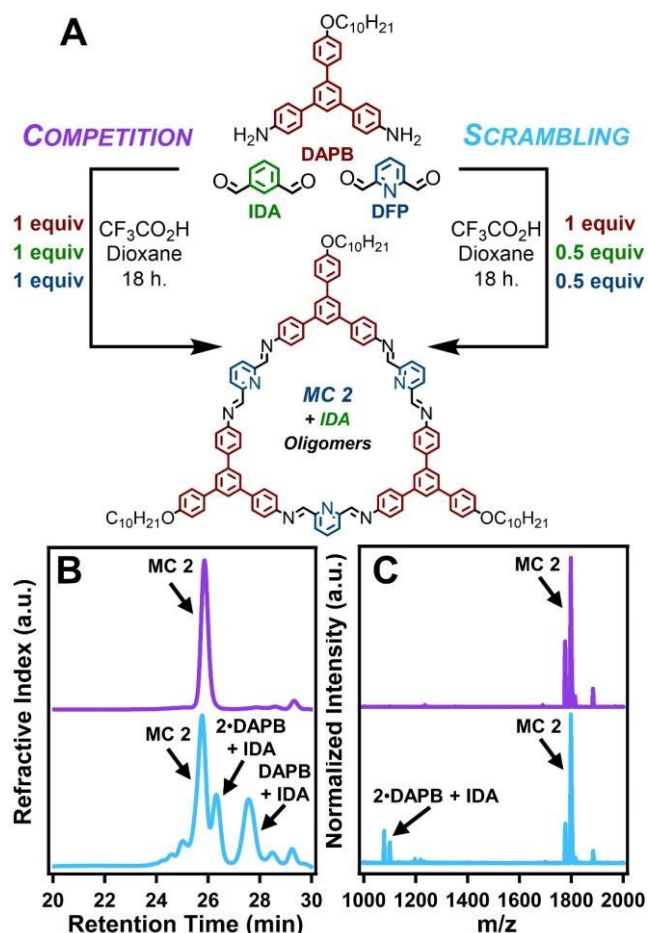 A
OC10H21
COMPETITION
SCRAMBLING
H2N
NH2
DAPB
O
O
O
N
O
IDA
DFP
1 equiv
1 equiv
1 equiv
CF3CO2H
Dioxane
18 h.
CF3CO2H
Dioxane
18 h.
1 equiv
0.5 equiv
0.5 equiv
OC10H21
N
N
N
N
N
N
MC 2
+ IDA
Oligomers
C10H21O
N
N
N
OC10H21
B
MC 2
MC 2
2•DAPB
+ IDA
DAPB
+ IDA
Refractive Index (a.u.)
20 22 24 26 28 30
Retention Time (min)
C
MC 2
MC 2
2•DAPB + IDA
Normalized Intensity (a.u.)
1000 1200 1400 1600 1800 2000
m/z